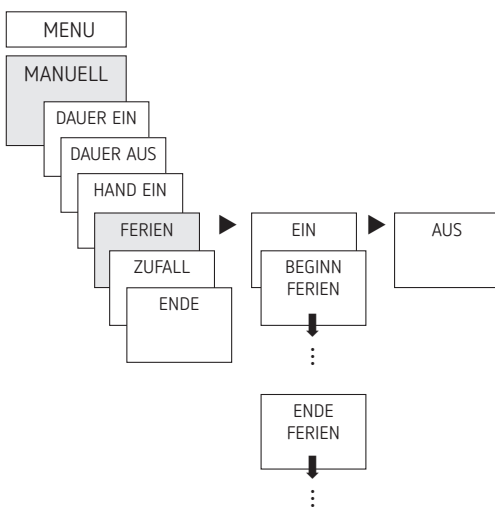 MENU
MANUELL
DAUER EIN
DAUER AUS
HAND EIN
FERIEN
EIN
AUS
ZUFALL
BEGINN
FERIEN
ENDE
ENDE
FERIEN